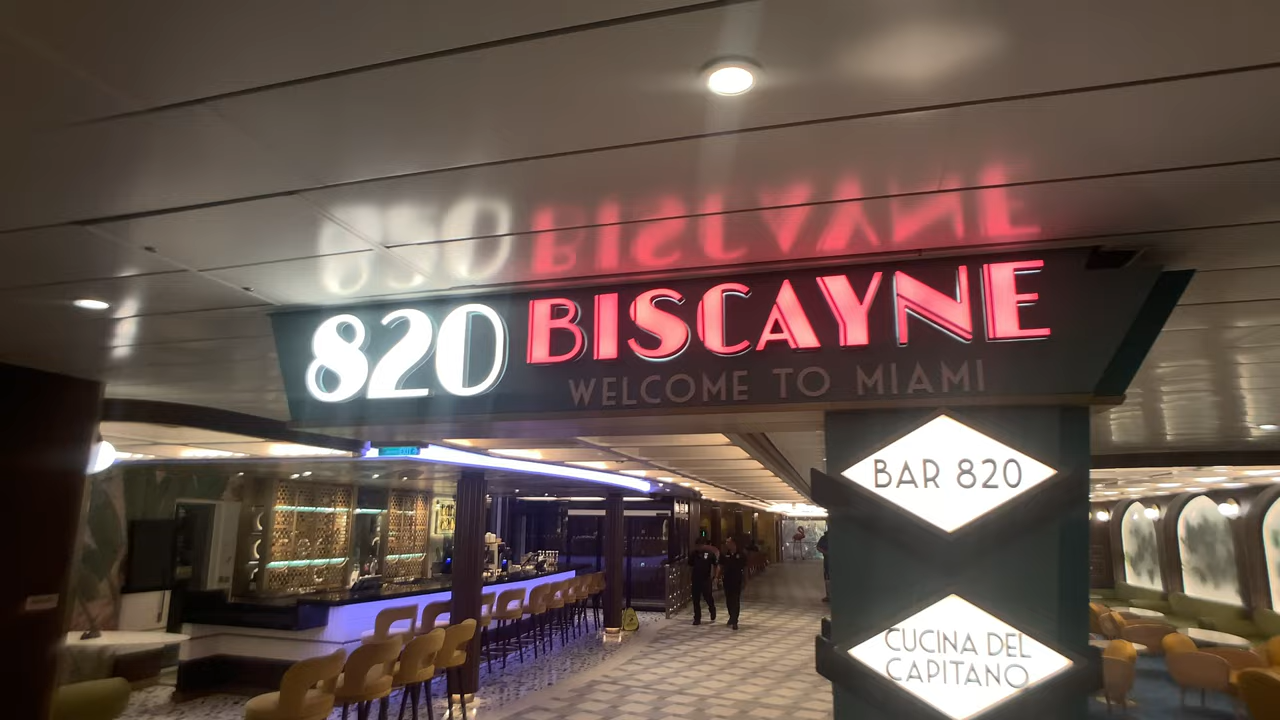 820 BISCAYNE
WELCOME TO MIAMI
BAR 820
CUCINA DEL
CAPITANO